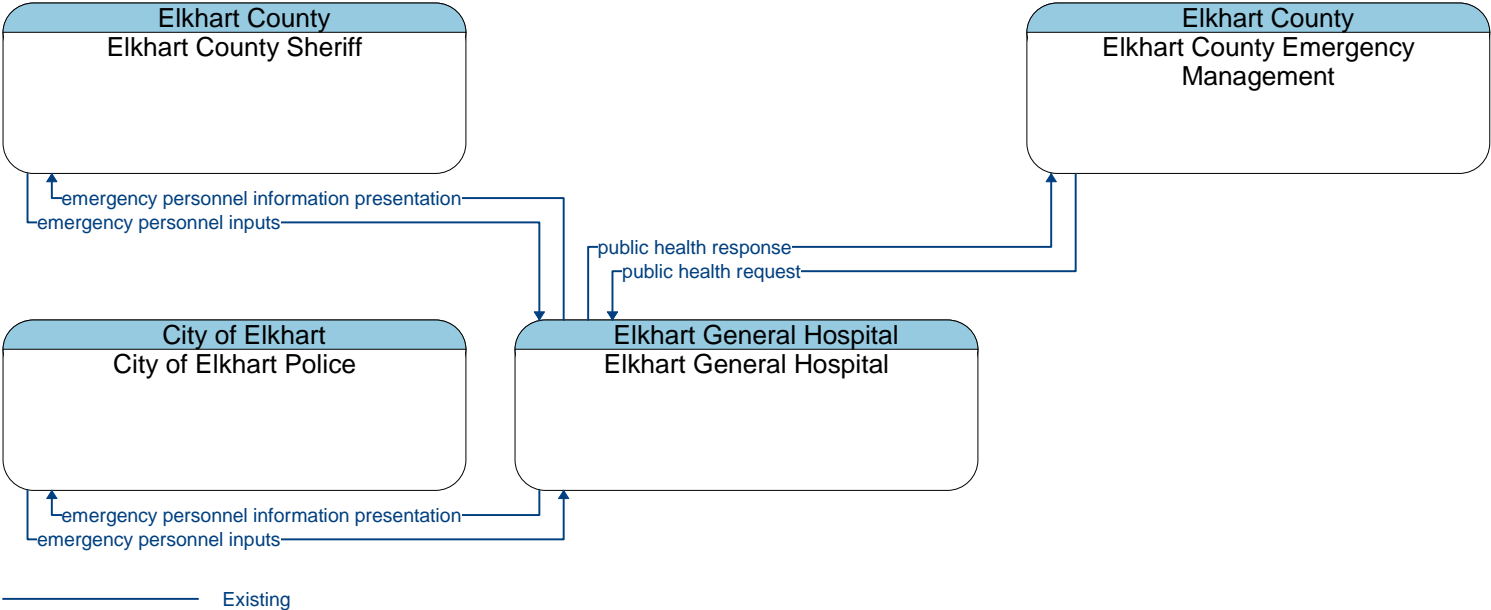 Elkhart County
Elkhart County Sheriff
Elkhart County
Elkhart County Emergency
Management
emergency personnel information presentation
emergency personnel inputs
public health response
public health request
City of Elkhart
City of Elkhart Police
Elkhart General Hospital
Elkhart General Hospital
emergency personnel information presentation
emergency personnel inputs
Existing